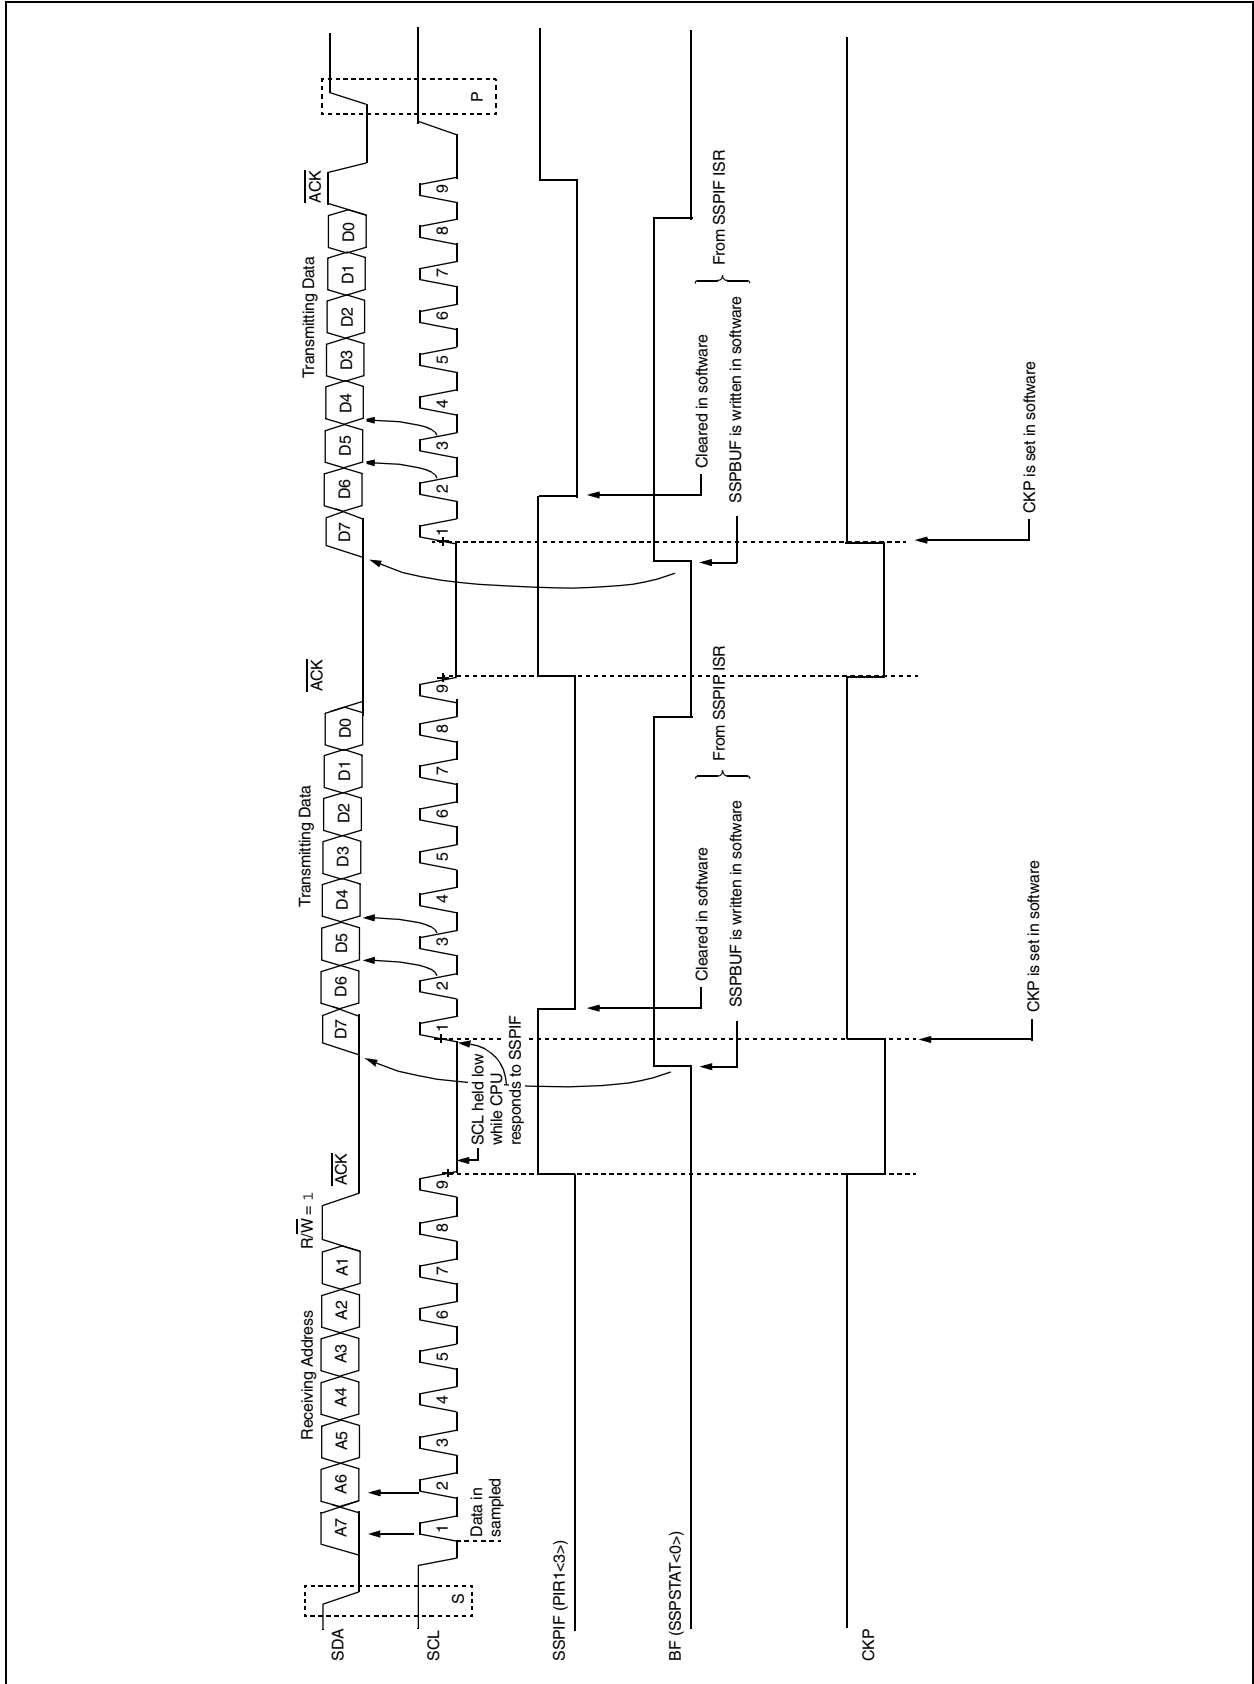 Receiving Address
R/W = 1
ACK
Transmitting Data
ACK
Transmitting Data
ACK
SDA
A7 A6 A5 A4 A3 A2 A1
D7 D6 D5 D4 D3 D2 D1 D0
D7 D6 D5 D4 D3 D2 D1 D0
SCL
1 2 3 4 5 6 7 8 9
1 2 3 4 5 6 7 8 9
1 2 3 4 5 6 7 8 9
S
P
Data in
sampled
SCL held low
while CPU
responds to SSPIF
SSPIF (PIR1<3>)
BF (SSPSTAT<0>)
Cleared in software
SSPBUF is written in software
From SSPIF ISR
Cleared in software
SSPBUF is written in software
From SSPIF ISR
CKP
CKP is set in software
CKP is set in software